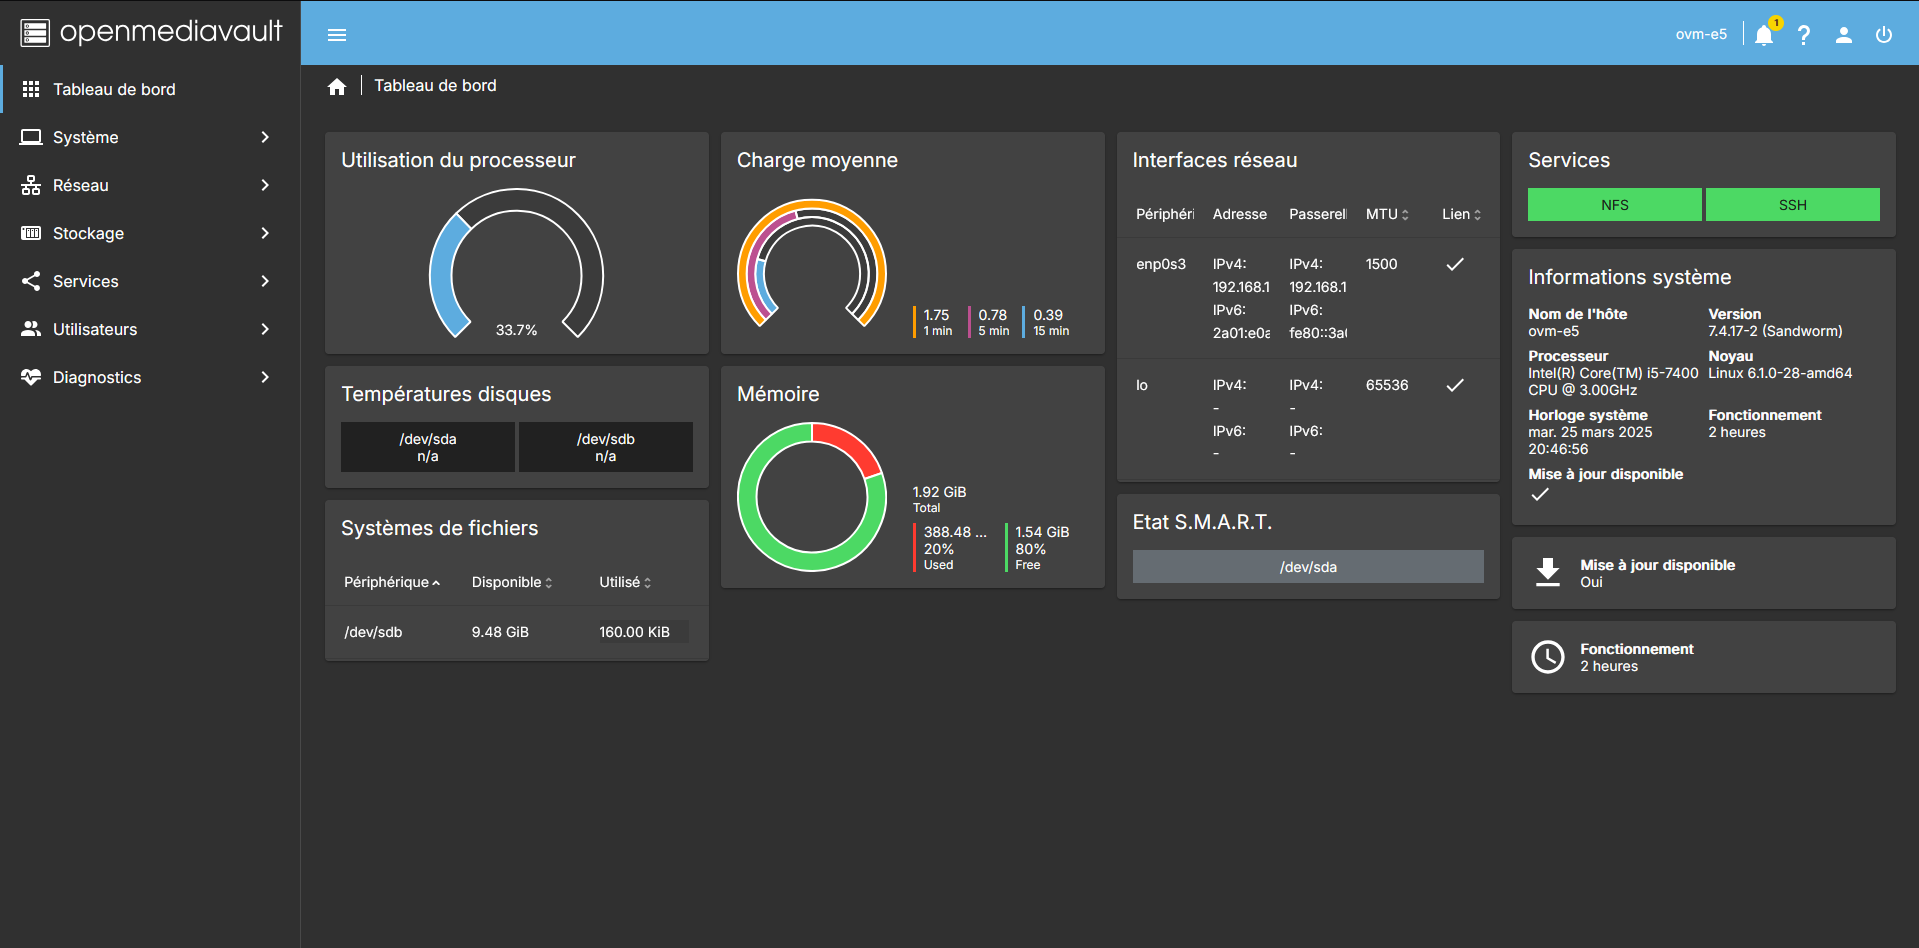 openmediavault
ovm-e5
1
Tableau de bord
Système
Réseau
Stockage
Services
Utilisateurs
Diagnostics
Tableau de bord
Utilisation du processeur
33.7%
Charge moyenne
1.75
1 min
0.78
5 min
0.39
15 min
Interfaces réseau
Périphéri Adresse Passerell MTU Lien
enp0s3 IPv4: IPv4: 1500
192.168.1 192.168.1
IPv6: IPv6:
2a01:e0a fe80::3a0
lo IPv4: IPv4: 65536
- -
IPv6: IPv6:
- -
Services
NFS SSH
Informations système
Nom de l'hôte
ovm-e5
Version
7.4.17-2 (Sandworm)
Processeur
Intel(R) Core(TM) i5-7400
CPU @ 3.00GHz
Noyau
Linux 6.1.0-28-amd64
Horloge système
mar. 25 mars 2025
20:46:56
Fonctionnement
2 heures
Mise à jour disponible
Températures disques
/dev/sda
n/a
/dev/sdb
n/a
Mémoire
1.92 GiB
Total
388.48 ...
20%
Used
1.54 GiB
80%
Free
Etat S.M.A.R.T.
/dev/sda
Systèmes de fichiers
Périphérique Disponible Utilisé
/dev/sdb 9.48 GiB 160.00 KiB
Mise à jour disponible
Oui
Fonctionnement
2 heures